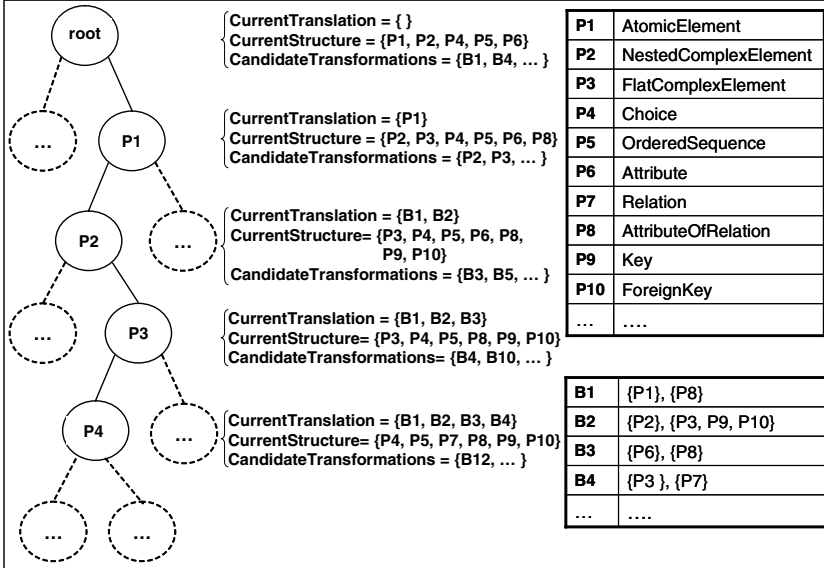 root
CurrentTranslation = { }
CurrentStructure = {P1, P2, P4, P5, P6}
CandidateTransformations = {B1, B4, … }
...
P1
CurrentTranslation = {P1}
CurrentStructure = {P2, P3, P4, P5, P6, P8}
CandidateTransformations = {P2, P3, … }
P2
...
CurrentTranslation = {B1, B2}
CurrentStructure= {P3, P4, P5, P6, P8,
P9, P10}
CandidateTransformations = {B3, B5, … }
...
P3
CurrentTranslation = {B1, B2, B3}
CurrentStructure= {P3, P4, P5, P8, P9, P10}
CandidateTransformations= {B4, B10, … }
P4
...
CurrentTranslation = {B1, B2, B3, B4}
CurrentStructure= {P4, P5, P7, P8, P9, P10}
CandidateTransformations = {B12, … }
...
...
P1 AtomicElement
P2 NestedComplexElement
P3 FlatComplexElement
P4 Choice
P5 OrderedSequence
P6 Attribute
P7 Relation
P8 AttributeOfRelation
P9 Key
P10 ForeignKey
... ....
B1 {P1}, {P8}
B2 {P2}, {P3, P9, P10}
B3 {P6}, {P8}
B4 {P3 }, {P7}
... ....